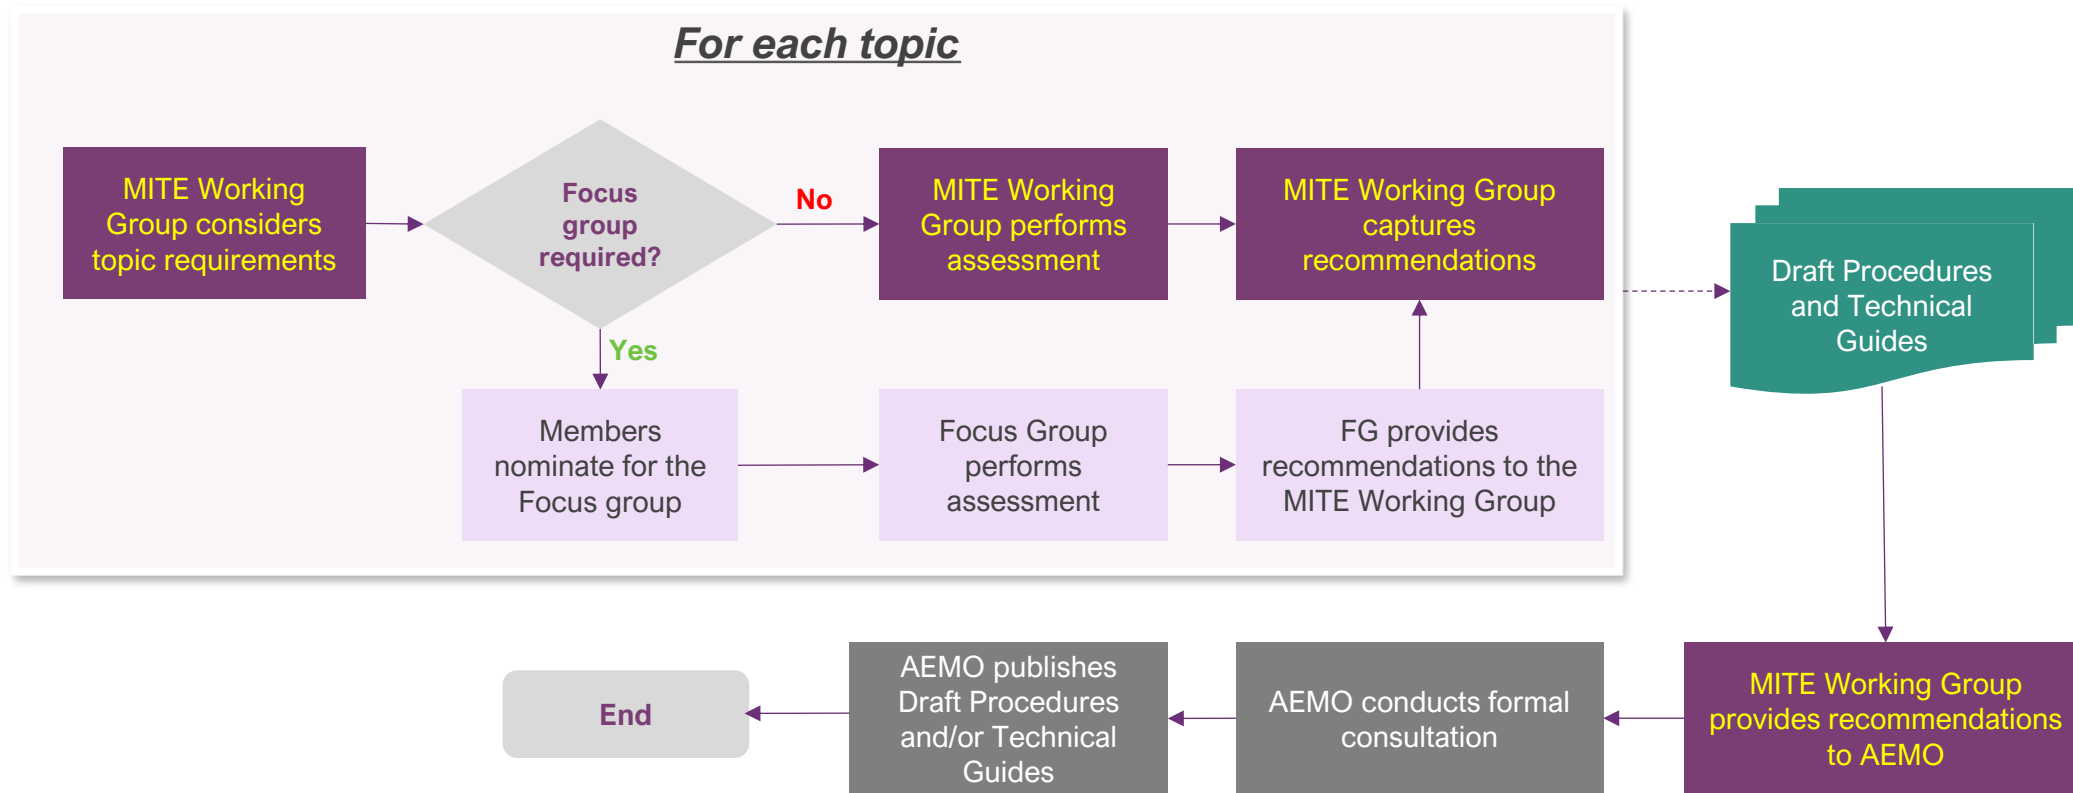 For each topic
MITE Working
Group considers
topic requirements
Focus
group
required?
No
MITE Working
Group performs
assessment
MITE Working Group
captures
recommendations
Draft Procedures
and Technical
Guides
Yes
Members
nominate for the
Focus group
Focus Group
performs
assessment
FG provides
recommendations to the
MITE Working Group
End
AEMO publishes
Draft Procedures
and/or Technical
Guides
AEMO conducts formal
consultation
MITE Working Group
provides recommendations
to AEMO